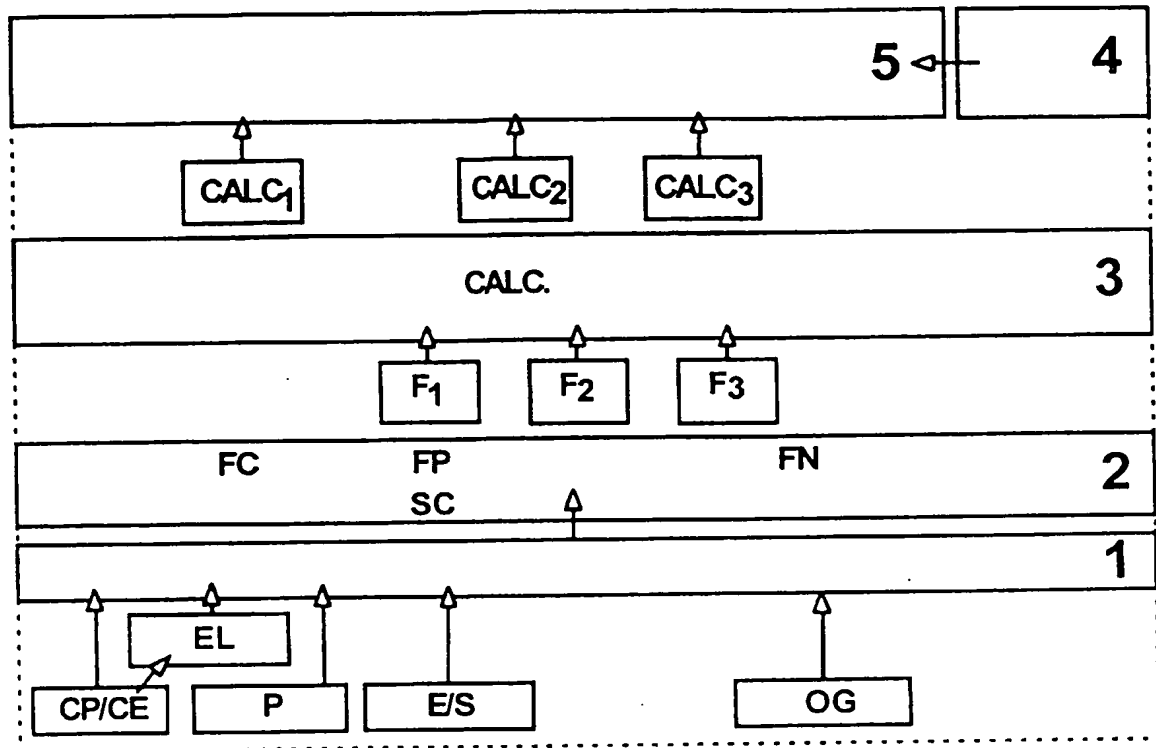 5 4
CALC1 CALC2 CALC3
CALC. 3
F1 F2 F3
FC FP FN 2
SC
1
EL
CP/CE P E/S OG